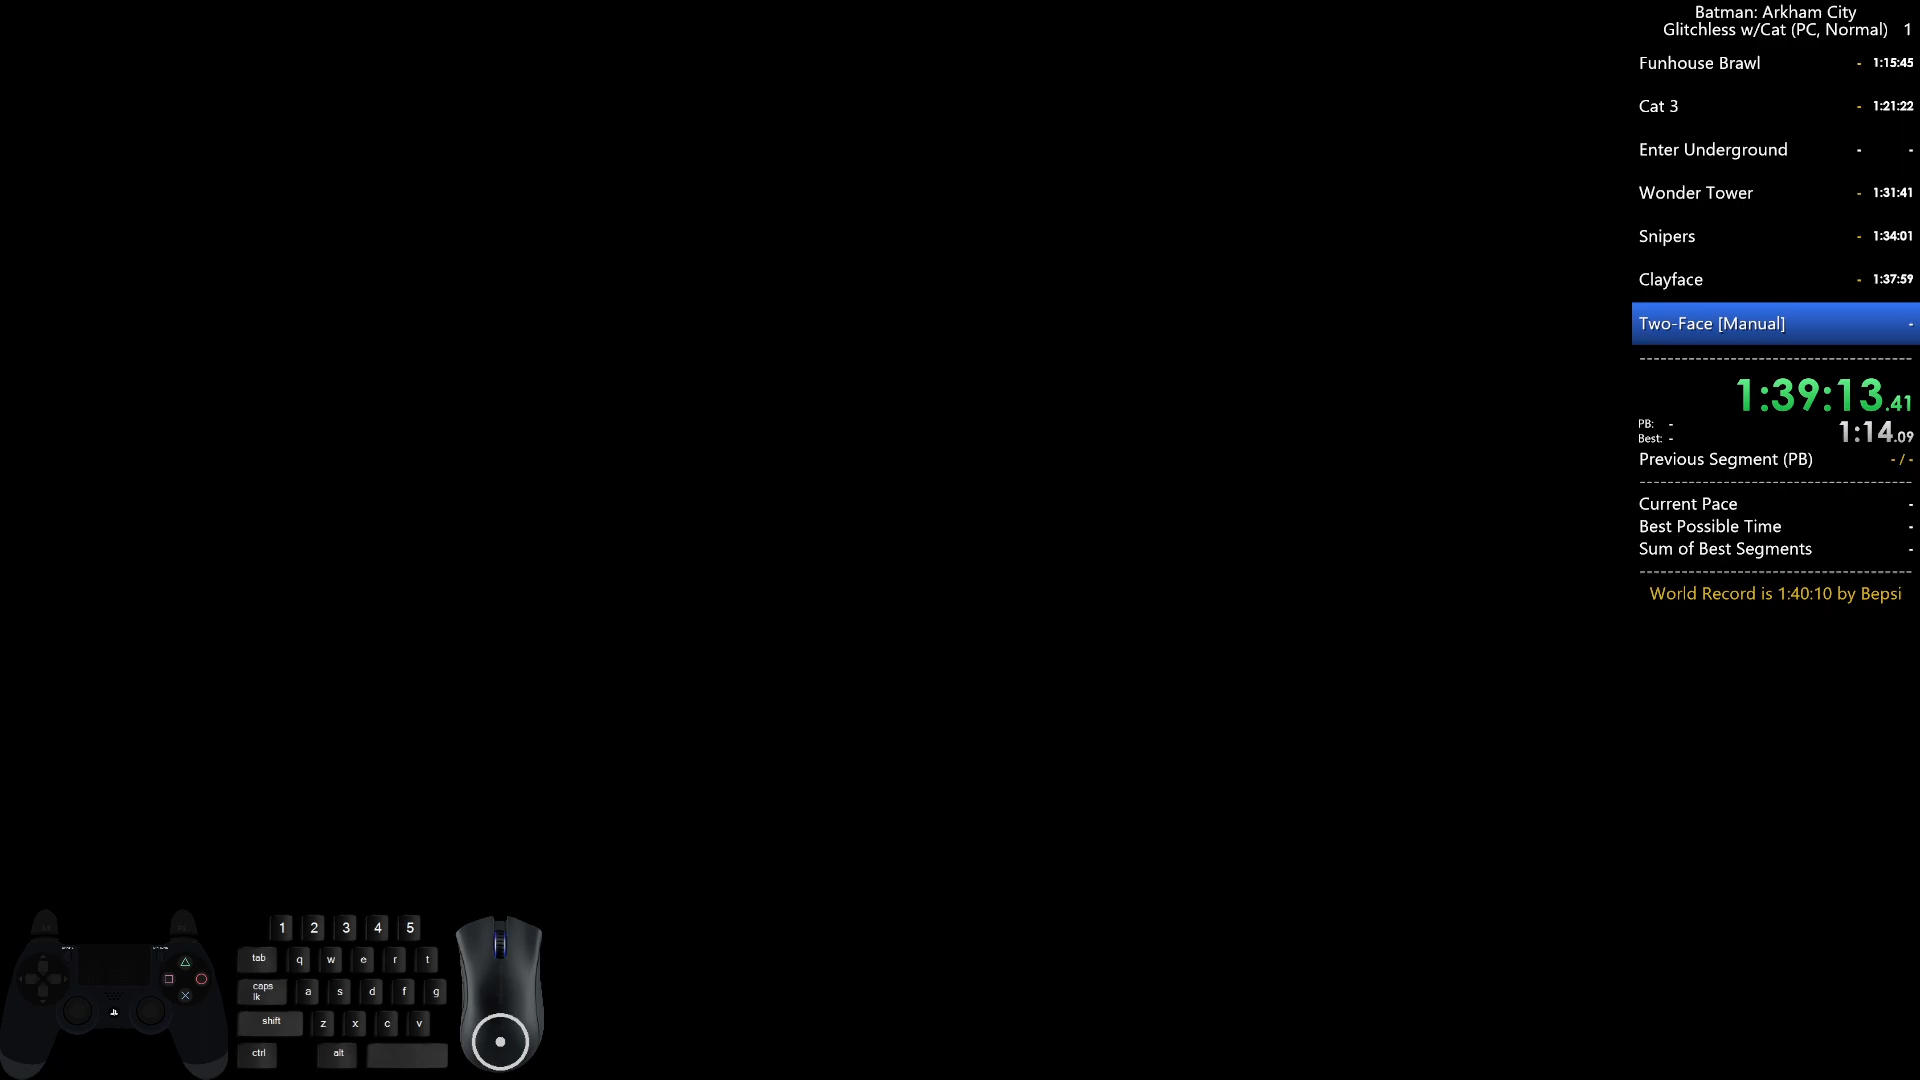 Batman: Arkham City
Glitchless w/Cat (PC, Normal) 1
Funhouse Brawl - 1:15:45
Cat 3 - 1:21:22
Enter Underground - -
Wonder Tower - 1:31:41
Snipers - 1:34:01
Clayface - 1:37:59
Two-Face [Manual] -
1:39:13.41
PB: -
Best: -
1:14.09
Previous Segment (PB) - / -
Current Pace -
Best Possible Time -
Sum of Best Segments -
World Record is 1:40:10 by Bepsi
1 2 3 4 5
tab q w e r t
caps lk a s d f g
shift z x c v
ctrl alt